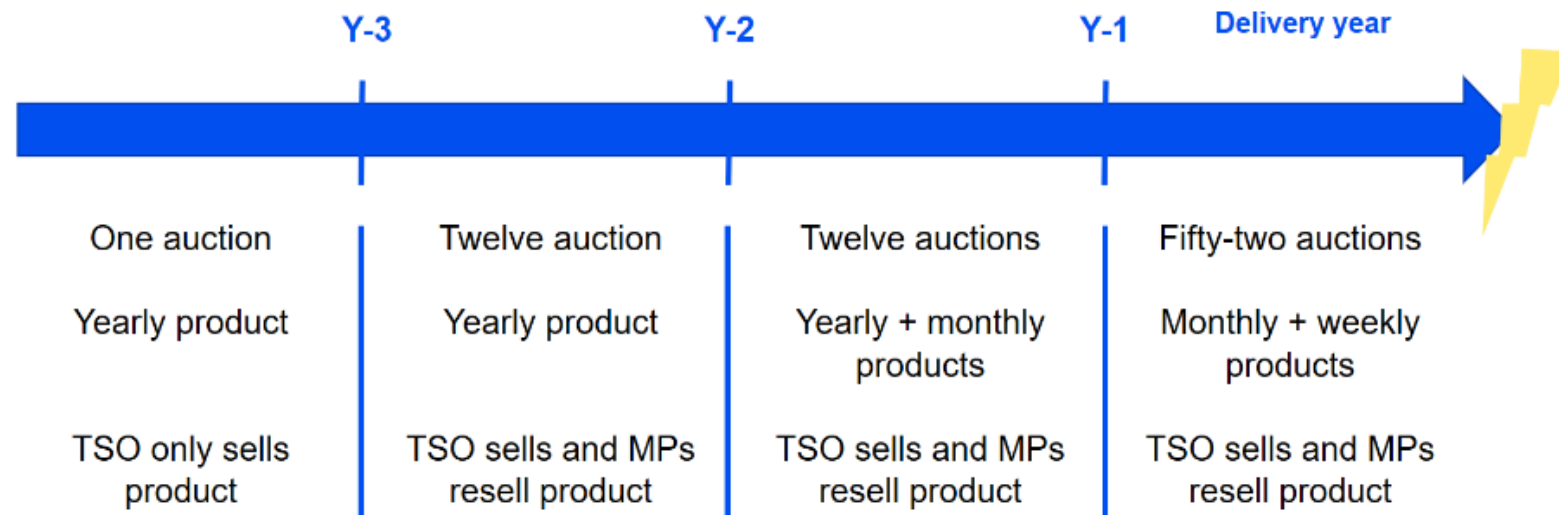 Y-3
Y-2
Y-1
Delivery year
One auction
Twelve auction
Twelve auctions
Fifty-two auctions
Yearly product
Yearly product
Yearly + monthly
products
Monthly + weekly
products
TSO only sells
product
TSO sells and MPs
resell product
TSO sells and MPs
resell product
TSO sells and MPs
resell product